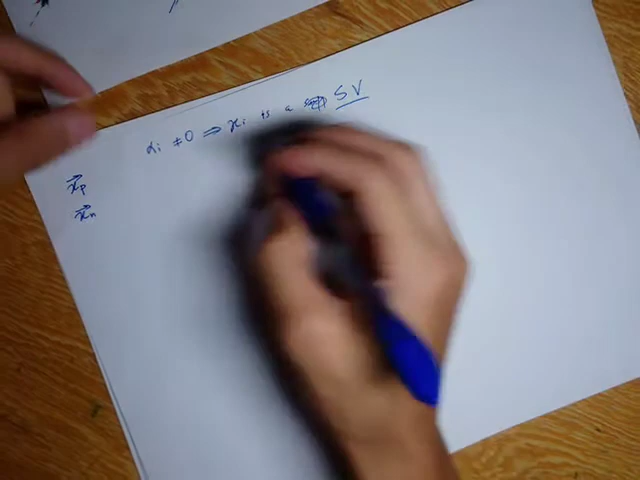 αi ≠ 0 ⇒ xi is a SV
x⃗p
x⃗n